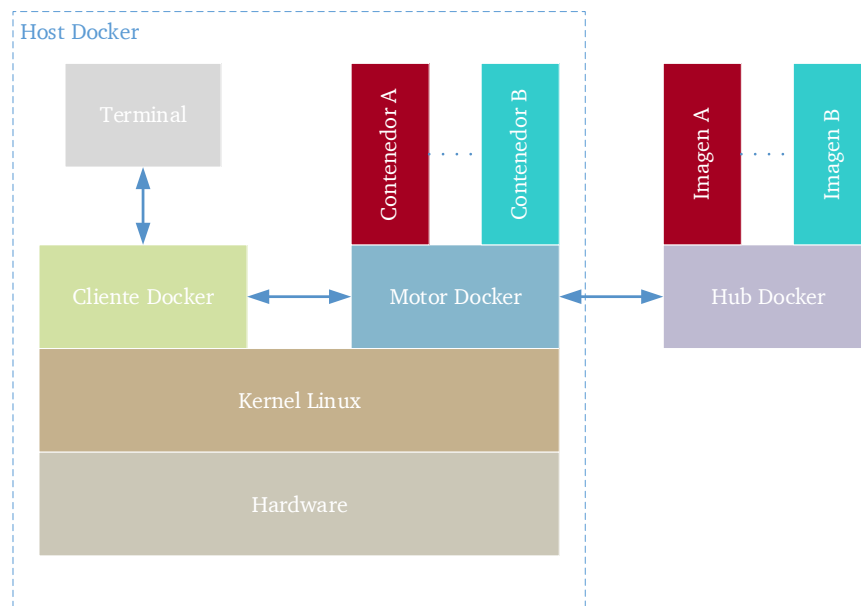 Host Docker
Terminal
Contenedor A
Contenedor B
Imagen A
Imagen B
Cliente Docker
Motor Docker
Hub Docker
Kernel Linux
Hardware